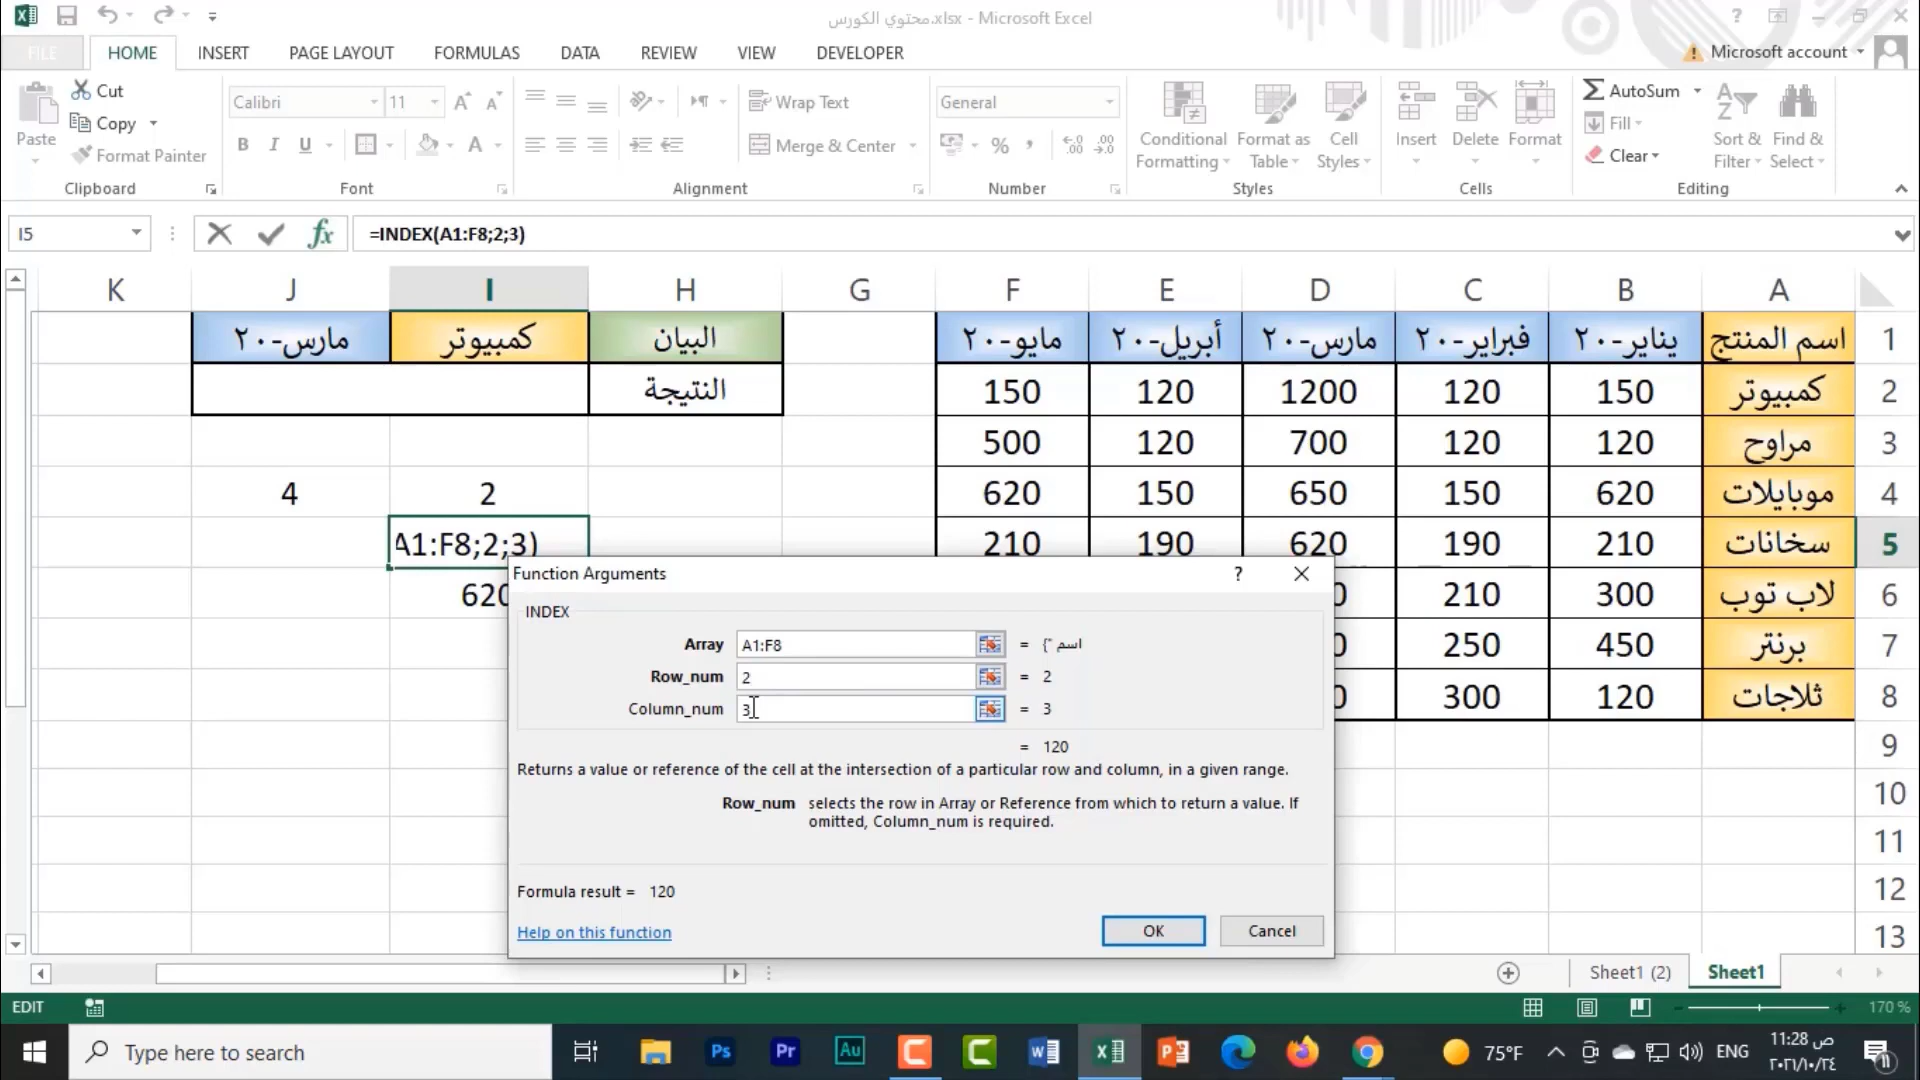 محتوي الكورس.xlsx - Microsoft Excel
?
FILE
HOME
INSERT
PAGE LAYOUT
FORMULAS
DATA
REVIEW
VIEW
DEVELOPER
Microsoft account
Paste
Cut
Copy
Format Painter
Clipboard
Calibri
11
B I U
Font
Wrap Text
Merge & Center
Alignment
General
%
Number
Conditional Formatting
Format as Table
Cell Styles
Styles
Insert
Delete
Format
Cells
AutoSum
Fill
Clear
Sort & Filter
Find & Select
Editing
I5
fx
=INDEX(A1:F8;2;3)
K J I H G F E D C B A
1 اسم المنتج يناير-٢٠ فبراير-٢٠ مارس-٢٠ أبريل-٢٠ مايو-٢٠ البيان كمبيوتر مارس-٢٠
2 كمبيوتر 150 120 1200 120 150 النتيجة
3 مراوح 120 120 700 120 500
4 موبايلات 620 150 650 150 620 2 4
5 سخانات 210 190 620 190 210 A1:F8;2;3)
6 لاب توب 300 210 0 620
7 برنتر 450 250 0
8 ثلاجات 120 300 0
9
10
11
12
13
Function Arguments
?
INDEX
Array A1:F8 = {" اسم
Row_num 2 = 2
Column_num 3 = 3
= 120
Returns a value or reference of the cell at the intersection of a particular row and column, in a given range.
Row_num selects the row in Array or Reference from which to return a value. If
omitted, Column_num is required.
Formula result = 120
Help on this function
OK
Cancel
Sheet1 (2)
Sheet1
EDIT
170 %
Type here to search
Ps
Pr
Au
75°F
ENG
11:28 ص
٢٠٢١/١٠/٢٤